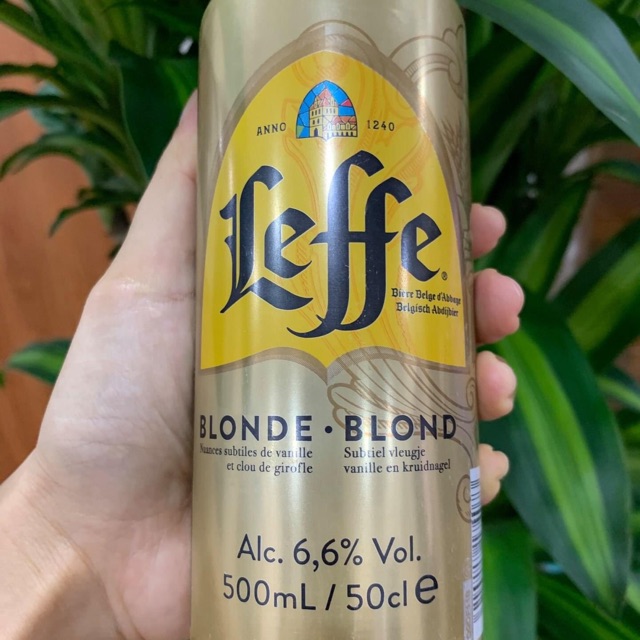 ANNO 1240
Leffe®
Bière Belge d'Abbaye
Belgisch Abdijbier
BLONDE • BLOND
Nuances subtiles de vanille
et clou de girofle
Subtiel vleugje
vanille en kruidnagel
Alc. 6,6% Vol.
500mL / 50cl e